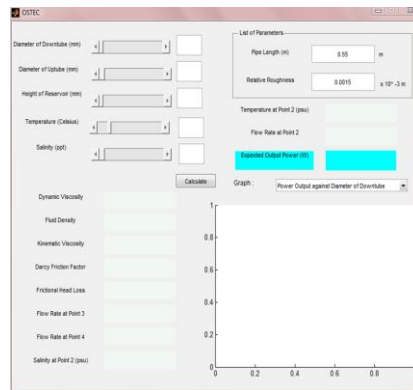 OSTEC
Diameter of Downtube (mm)
Diameter of Uptube (mm)
Height of Reservoir (mm)
Temperature (Celsius)
Salinity (ppt)
List of Parameters
Pipe Length (m)
0.55
m
Relative Roughness
0.0015
x 10^ -3 m
Temperature at Point 2 (psu)
Flow Rate at Point 2
Expected Output Power (W)
Calculate
Graph :
Power Output against Diameter of Downtube
Dynamic Viscosity
Fluid Density
Kinematic Viscosity
Darcy Friction Factor
Frictional Head Loss
Flow Rate at Point 3
Flow Rate at Point 4
Salinity at Point 2 (psu)
1
0.8
0.6
0.4
0.2
0
0
0.2
0.4
0.6
0.8